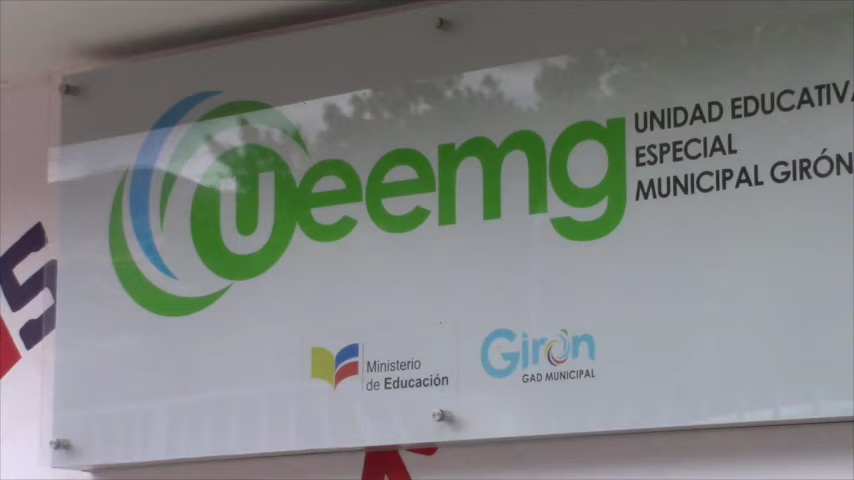 ueemg
UNIDAD EDUCATIVA
ESPECIAL
MUNICIPAL GIRÓN
Ministerio
de Educación
Girón
GAD MUNICIPAL